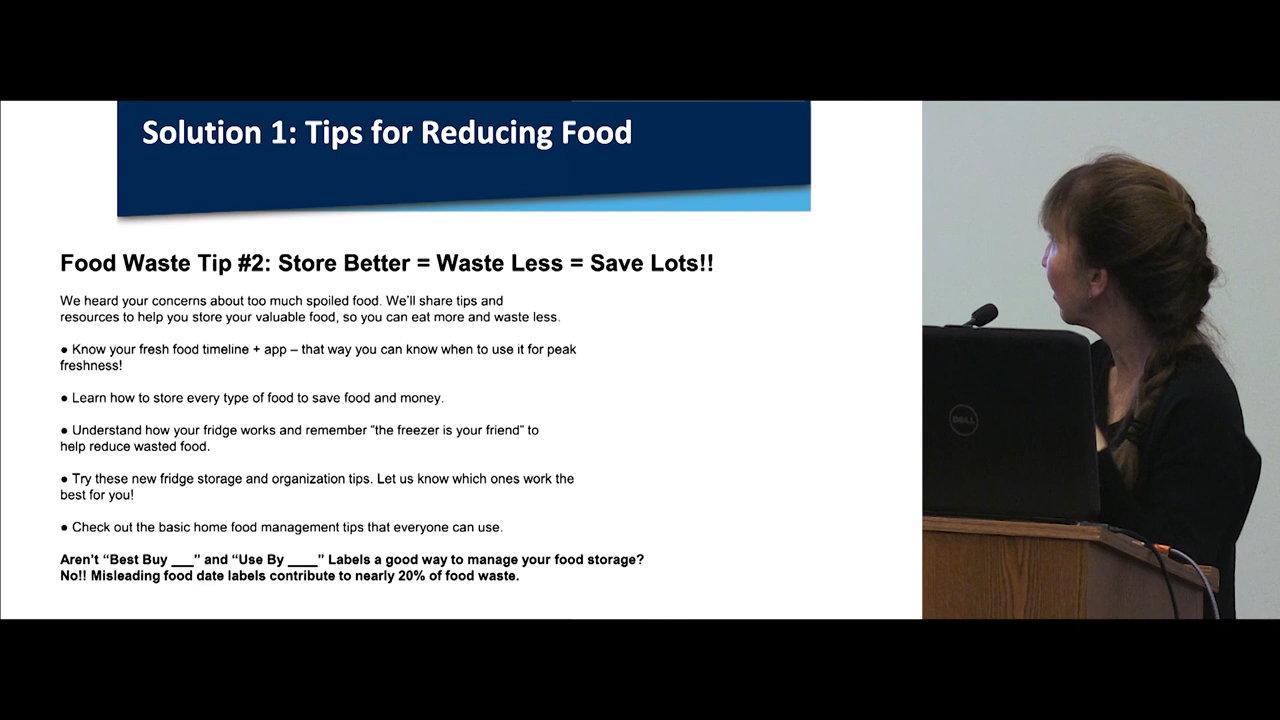 Solution 1: Tips for Reducing Food
Food Waste Tip #2: Store Better = Waste Less = Save Lots!!
We heard your concerns about too much spoiled food. We’ll share tips and
resources to help you store your valuable food, so you can eat more and waste less.
● Know your fresh food timeline + app – that way you can know when to use it for peak
freshness!
● Learn how to store every type of food to save food and money.
● Understand how your fridge works and remember “the freezer is your friend” to
help reduce wasted food.
● Try these new fridge storage and organization tips. Let us know which ones work the
best for you!
● Check out the basic home food management tips that everyone can use.
Aren’t “Best Buy ___” and “Use By ____” Labels a good way to manage your food storage?
No!! Misleading food date labels contribute to nearly 20% of food waste.
DELL